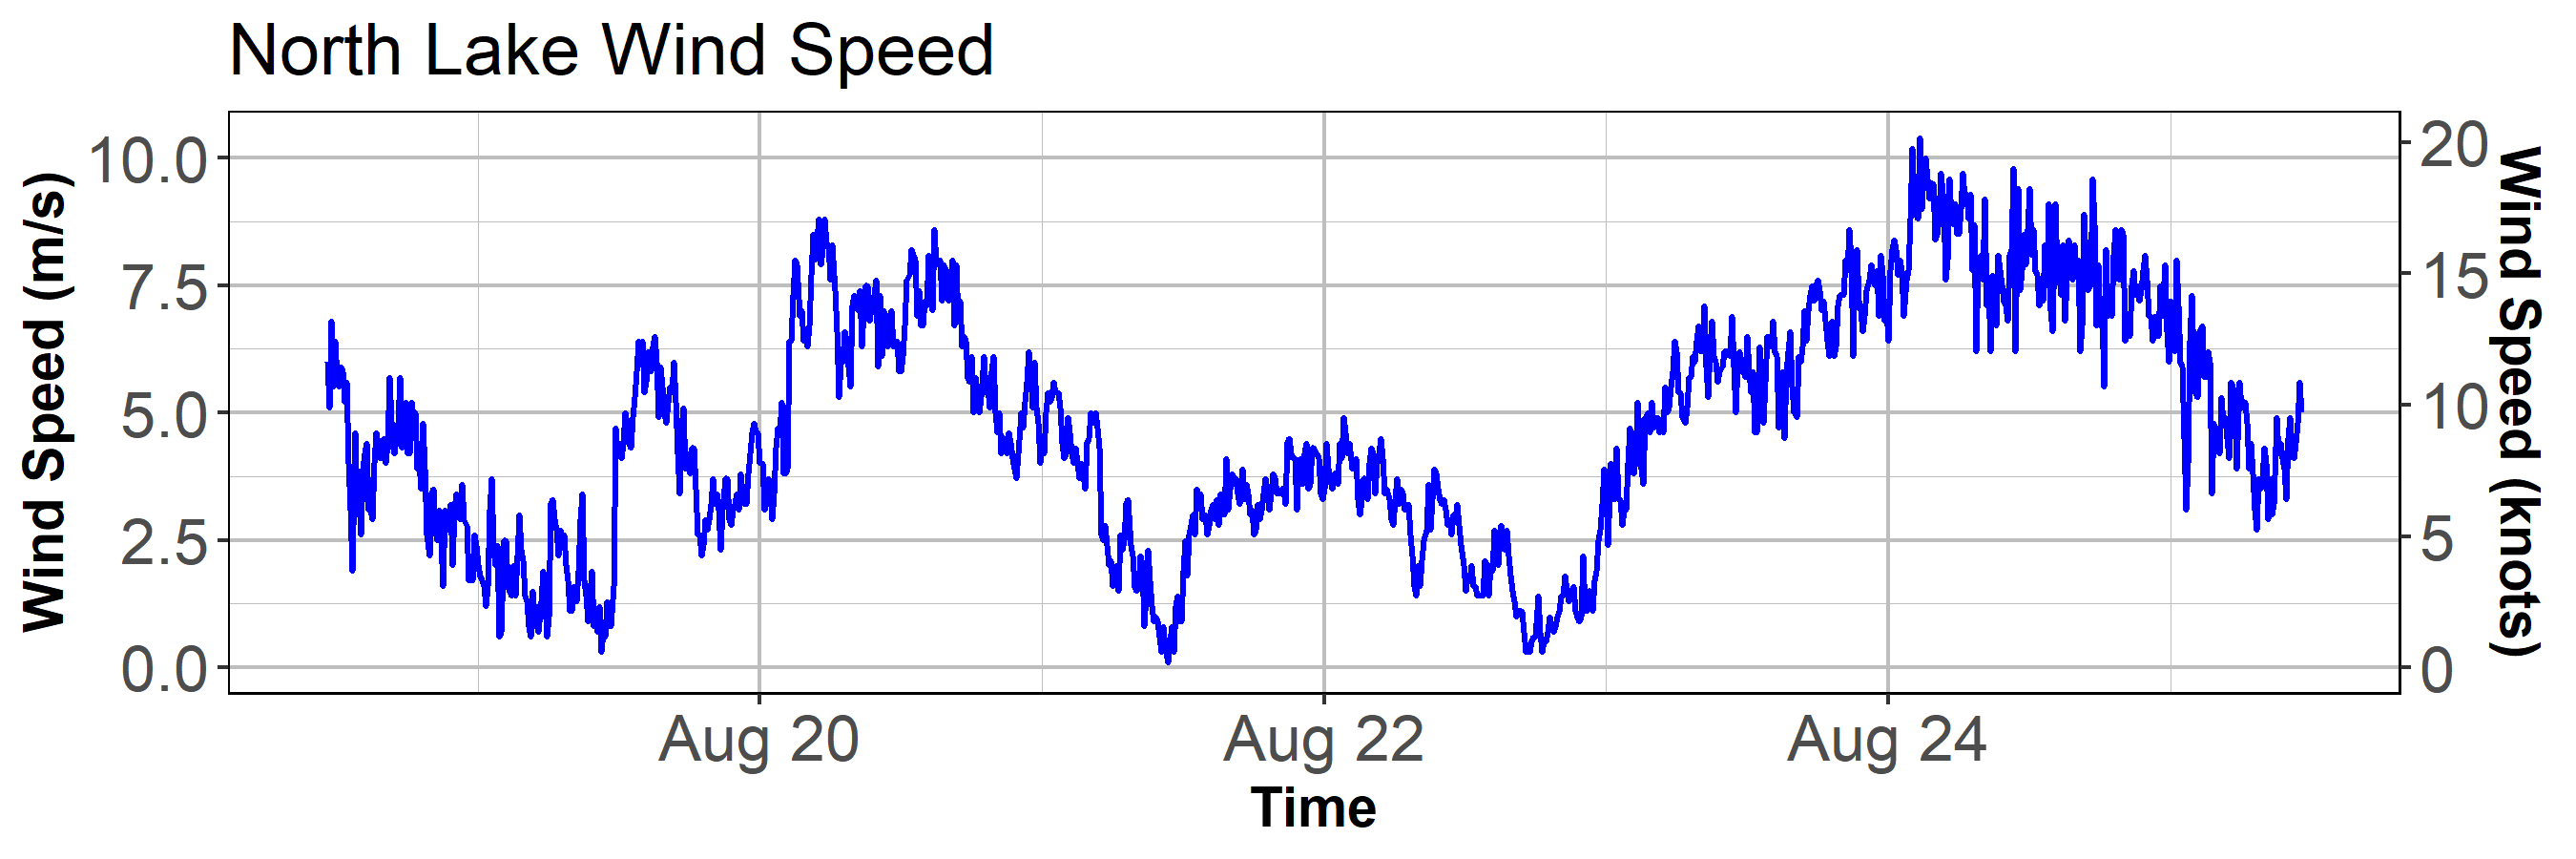 North Lake Wind Speed
Wind Speed (m/s)
10.0
7.5
5.0
2.5
0.0
20
15
10
5
0
Wind Speed (knots)
Aug 20
Aug 22
Aug 24
Time